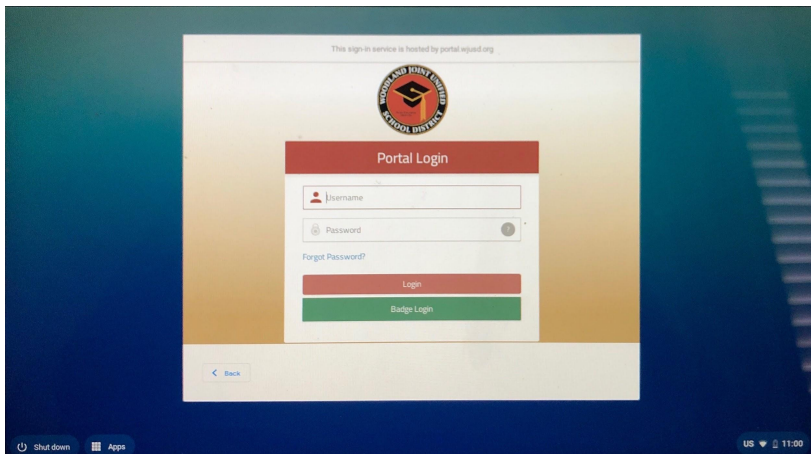 This sign-in service is hosted by portal.wjusd.org
WOODLAND JOINT UNIFIED
SCHOOL DISTRICT
Portal Login
Username
Password
Forgot Password?
Login
Badge Login
Back
Shut down
Apps
US
11:00